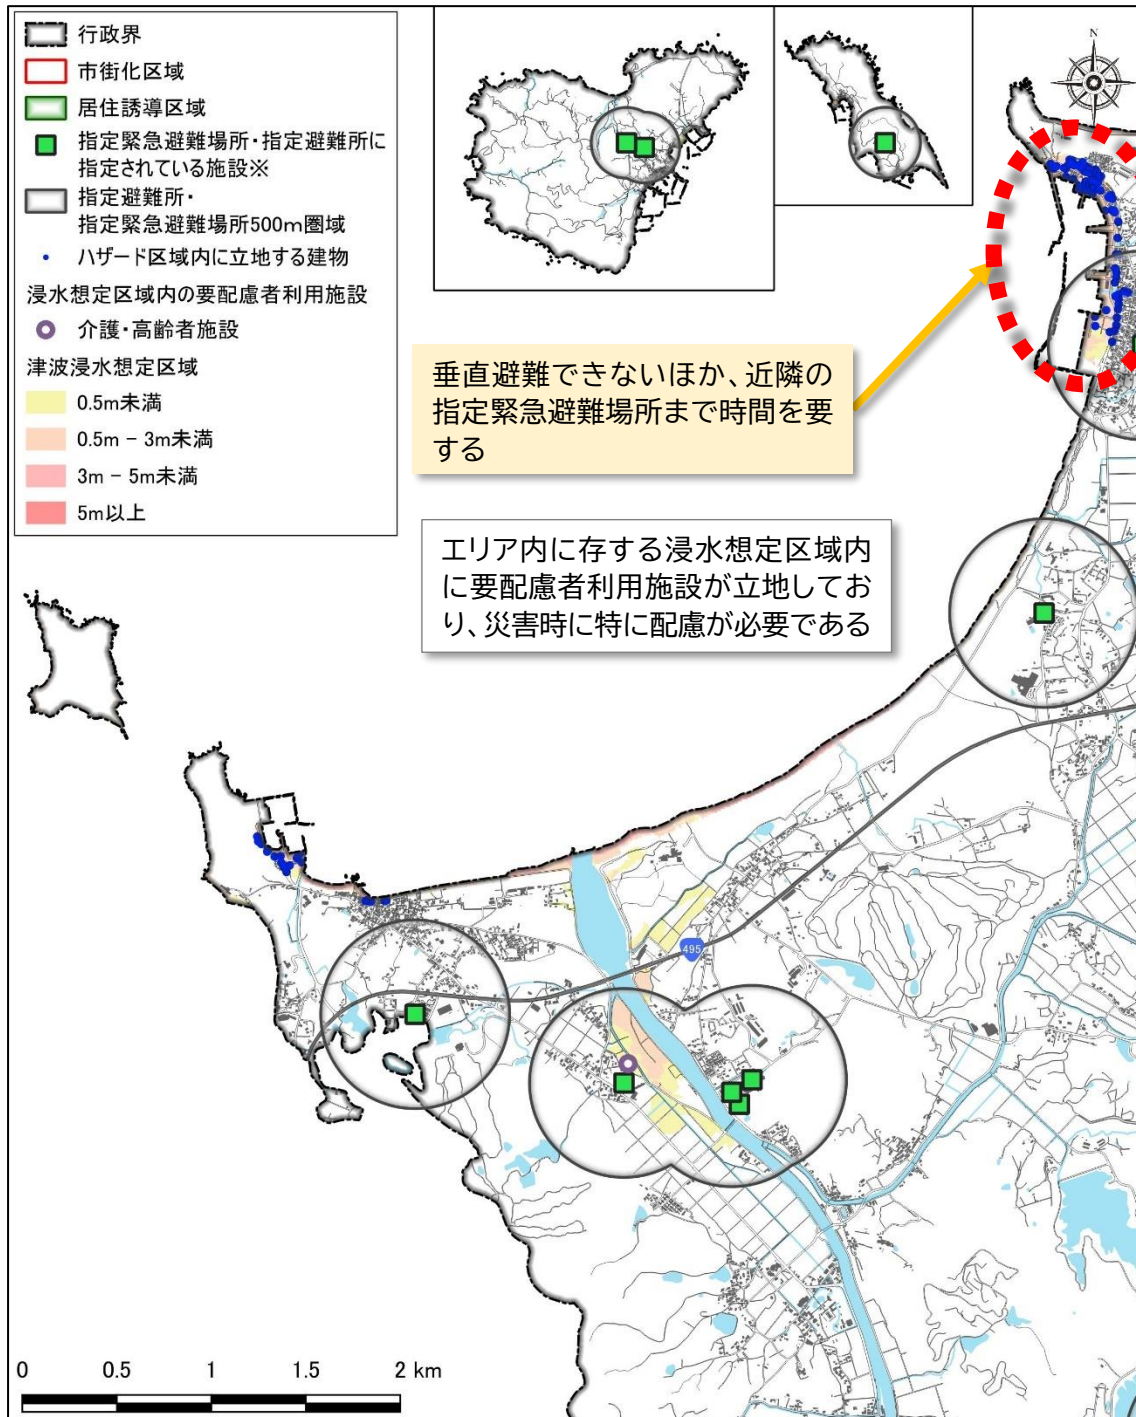 行政界
市街化区域
居住誘導区域
指定緊急避難場所・指定避難所に
指定されている施設※
指定避難所・
指定緊急避難場所500m圏域
ハザード区域内に立地する建物
浸水想定区域内の要配慮者利用施設
介護・高齢者施設
津波浸水想定区域
0.5m未満
0.5m － 3m未満
3m － 5m未満
5m以上
N
垂直避難できないほか、近隣の
指定緊急避難場所まで時間を要
する
エリア内に存する浸水想定区域内
に要配慮者利用施設が立地してお
り、災害時に特に配慮が必要である
495
0 0.5 1 1.5 2 km